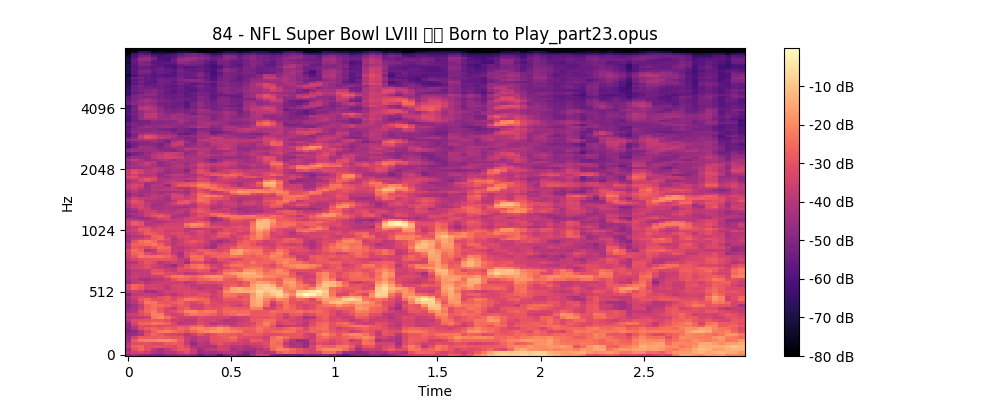 84 - NFL Super Bowl LVIII Born to Play_part23.opus
4096
2048
1024
512
0
Hz
0 0.5 1 1.5 2 2.5
Time
-10 dB
-20 dB
-30 dB
-40 dB
-50 dB
-60 dB
-70 dB
-80 dB